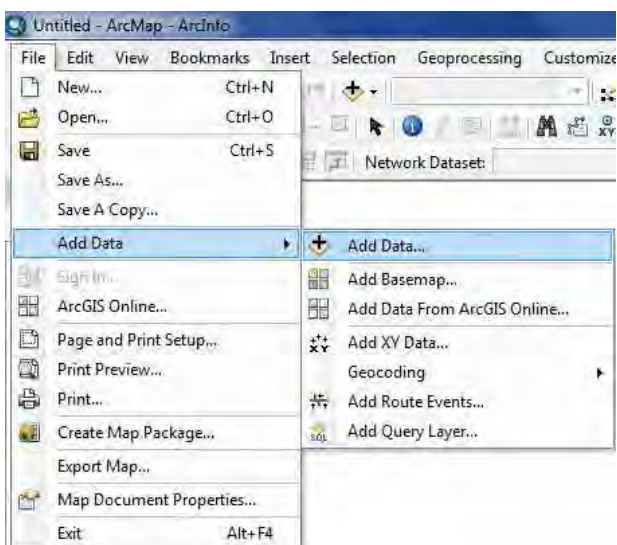 Untitled - ArcMap - ArcInfo
File Edit View Bookmarks Insert Selection Geoprocessing Customize
New... Ctrl+N
Open... Ctrl+O
Save Ctrl+S
Network Dataset:
Save As...
Save A Copy...
Add Data
Add Data...
Sign In...
Add Basemap...
ArcGIS Online...
Add Data From ArcGIS Online...
Page and Print Setup...
Add XY Data...
Print Preview...
Geocoding
Print...
Add Route Events...
Create Map Package...
Add Query Layer...
Export Map...
Map Document Properties...
Exit Alt+F4